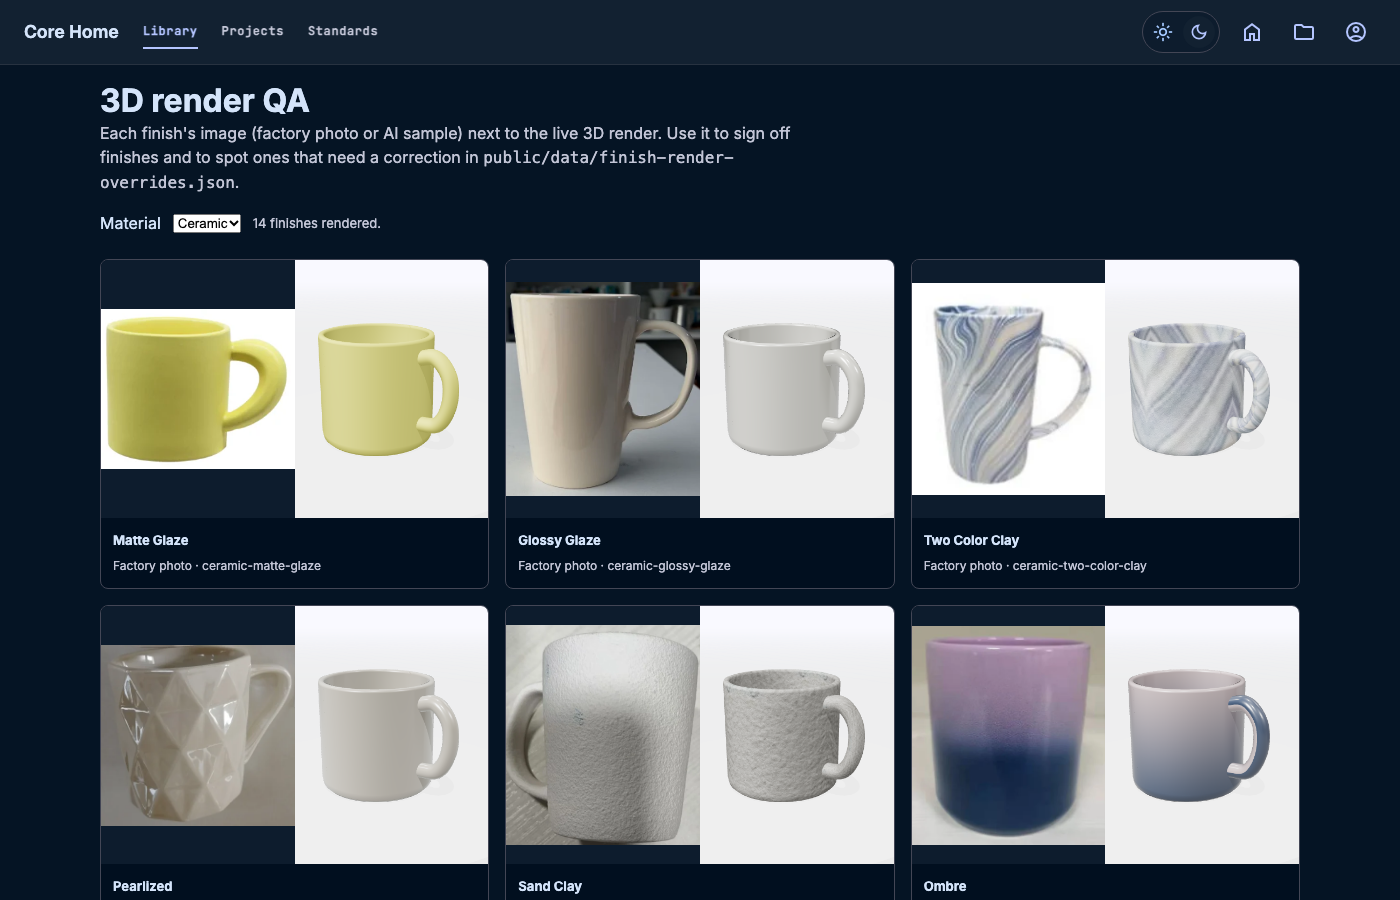 Core Home
Library
Projects
Standards
3D render QA
Each finish's image (factory photo or AI sample) next to the live 3D render. Use it to sign off
finishes and to spot ones that need a correction in public/data/finish-render-
overrides.json.
Material
Ceramic
14 finishes rendered.
Matte Glaze
Factory photo · ceramic-matte-glaze
Glossy Glaze
Factory photo · ceramic-glossy-glaze
Two Color Clay
Factory photo · ceramic-two-color-clay
Pearlized
Sand Clay
Ombre